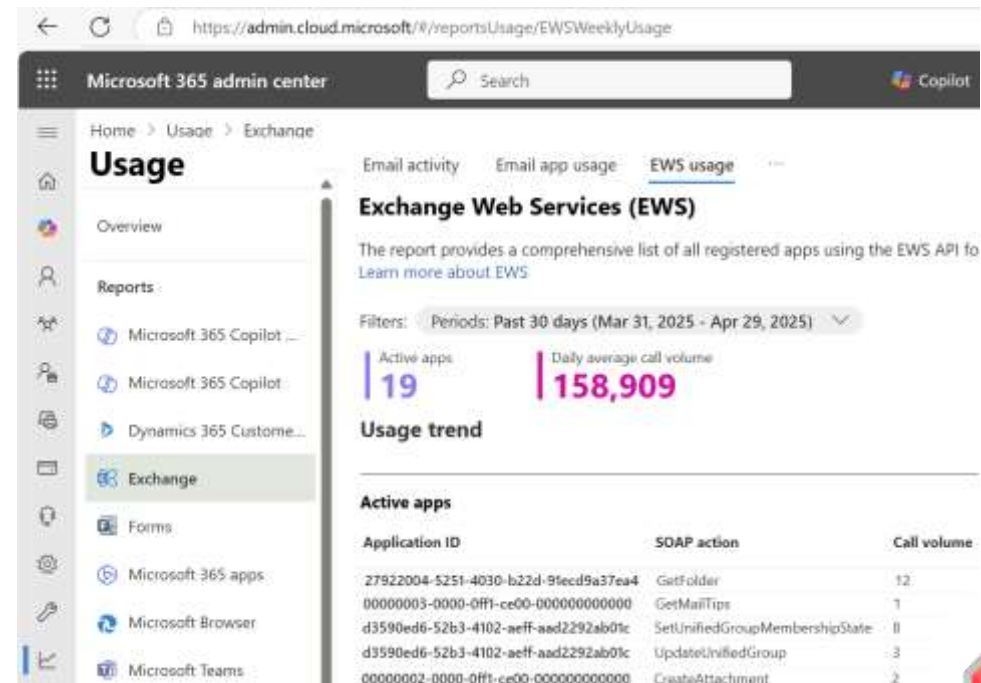 https://admin.cloud.microsoft/#/reportsUsage/EWSWeeklyUsage
Microsoft 365 admin center
Search
Copilot
Home > Usage > Exchange
Usage
Overview
Reports
Microsoft 365 Copilot ...
Microsoft 365 Copilot
Dynamics 365 Custome...
Exchange
Forms
Microsoft 365 apps
Microsoft Browser
Microsoft Teams
Email activity Email app usage EWS usage ...
Exchange Web Services (EWS)
The report provides a comprehensive list of all registered apps using the EWS API fo
Learn more about EWS
Filters: Periods: Past 30 days (Mar 31, 2025 - Apr 29, 2025)
Active apps Daily average call volume
19 158,909
Usage trend
Active apps
Application ID SOAP action Call volume
27922004-5251-4030-b22d-91ecd9a37ea4 GetFolder 12
00000003-0000-0ff1-ce00-000000000000 GetMailTips 1
d3590ed6-52b3-4102-aeff-aad2292ab01c SetUnifiedGroupMembershipState 8
d3590ed6-52b3-4102-aeff-aad2292ab01c UpdateUnifiedGroup 3
00000002-0000-0ff1-ce00-000000000000 CreateAttachment 2